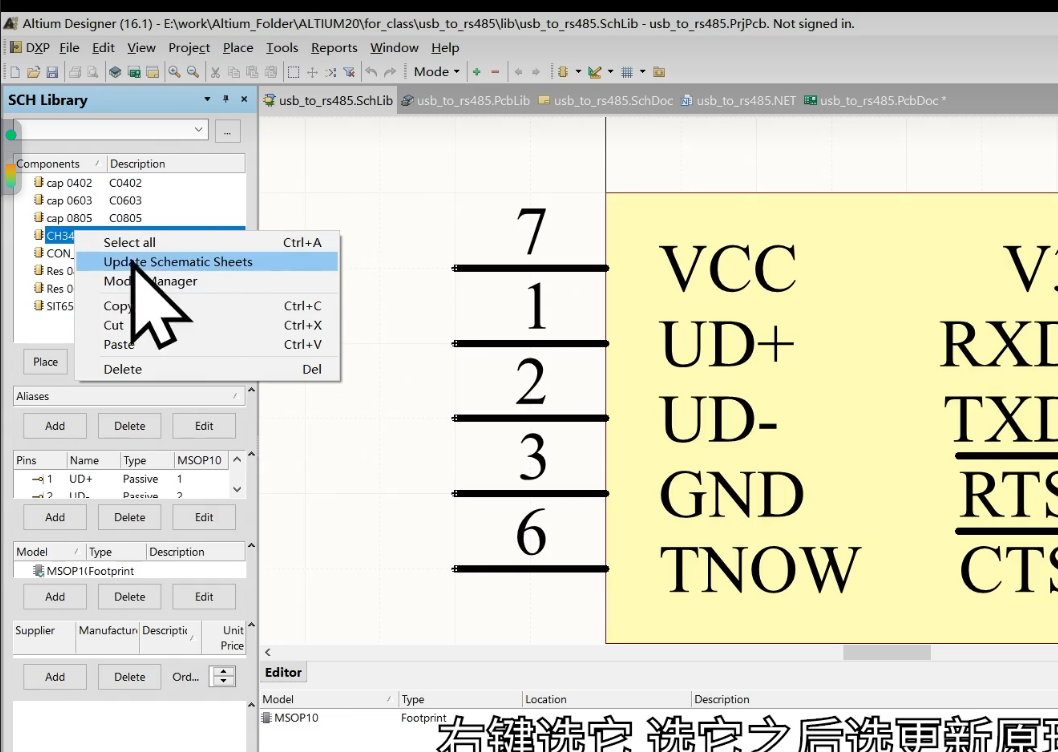 Altium Designer (16.1) - E:\work\Altium_Folder\ALTIUM20\for_class\usb_to_rs485\lib\usb_to_rs485.SchLib - usb_to_rs485.PrjPcb. Not signed in.
DXP File Edit View Project Place Tools Reports Window Help
Mode
SCH Library
usb_to_rs485.SchLib usb_to_rs485.PcbLib usb_to_rs485.SchDoc usb_to_rs485.NET usb_to_rs485.PcbDoc *
...
Components Description
cap 0402 C0402
cap 0603 C0603
cap 0805 C0805
CH34
CON_
Res 0
Res 0
SIT65
Select all Ctrl+A
Update Schematic Sheets
Manager
Copy Ctrl+C
Cut Ctrl+X
Paste Ctrl+V
Delete Del
Place
Aliases
Add Delete Edit
Pins Name Type MSOP10
1 UD+ Passive 1
2 UD- Passive 2
Add Delete Edit
Model Type Description
MSOP1( Footprint
Add Delete Edit
Supplier Manufacture Descriptic Unit Price
Add Delete Ord...
7 VCC
1 UD+ RXD
2 UD- TXD
3 GND RTS
6 TNOW CTS
Editor
Model Type Location Description
MSOP10 Footprint
右键选它 选它之后选更新原理